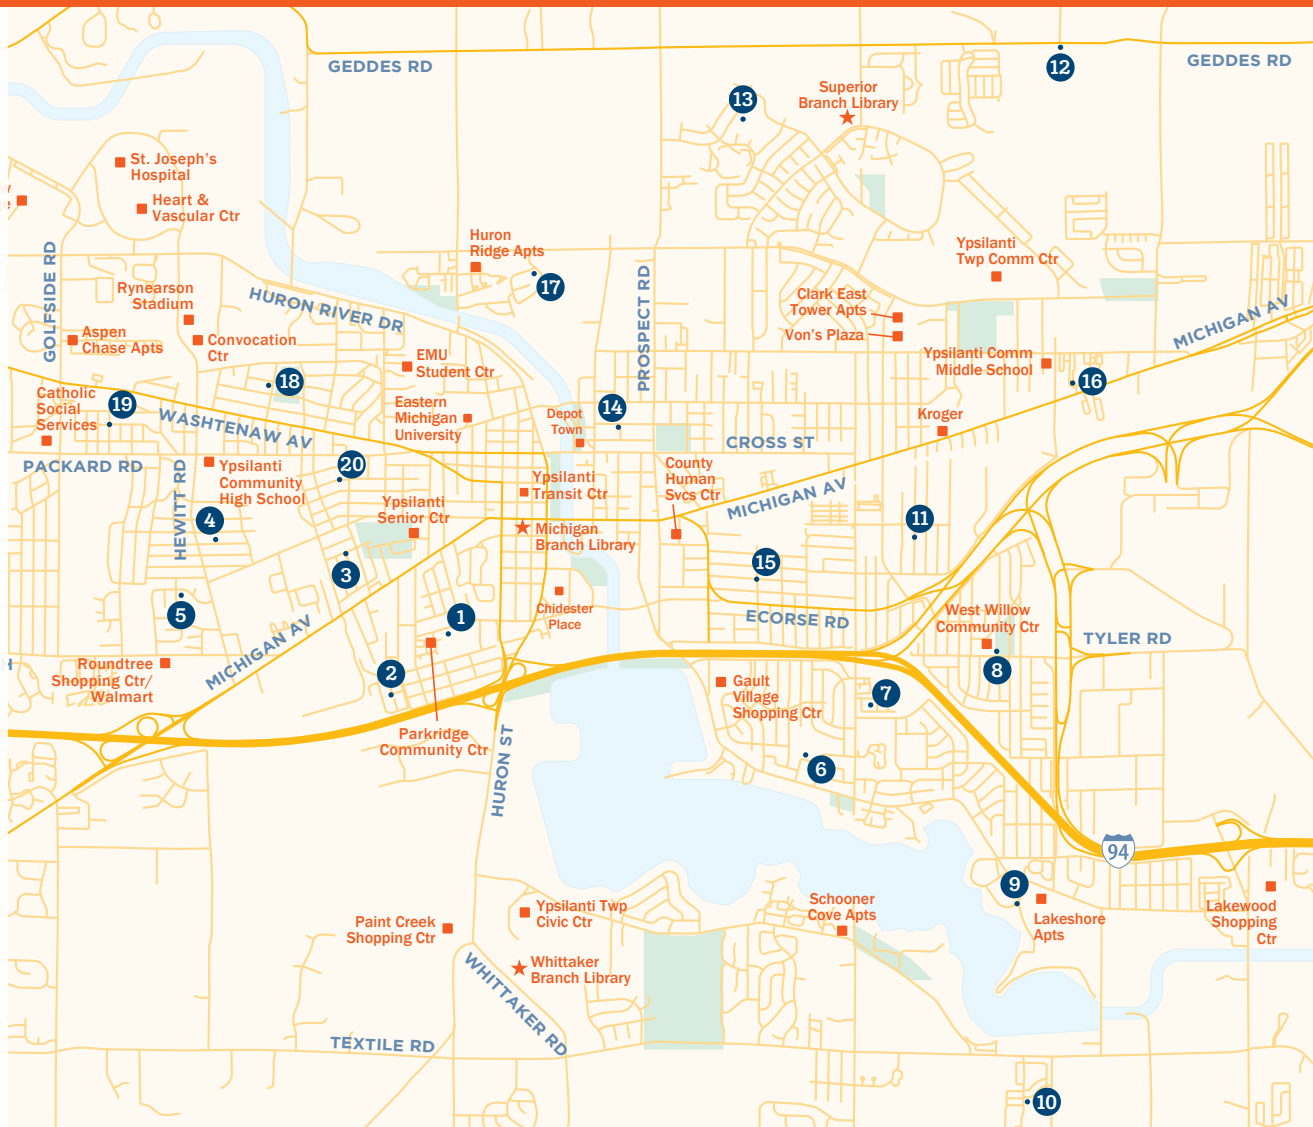 GEDDES RD
GEDDES RD
12
13
Superior
Branch Library
St. Joseph's
Hospital
Heart &
Vascular Ctr
GOLFSIDE RD
Huron
Ridge Apts
17
Ypsilanti
Twp Comm Ctr
Rynearson
Stadium
HURON RIVER DR
PROSPECT RD
Clark East
Tower Apts
Von's Plaza
MICHIGAN AV
Aspen
Chase Apts
Convocation
Ctr
EMU
Student Ctr
Ypsilanti Comm
Middle School
16
18
Catholic
Social
Services
19
WASHTENAW AV
Eastern
Michigan
University
Depot
Town
14
Kroger
CROSS ST
PACKARD RD
HEWITT RD
Ypsilanti
Community
High School
20
County
Human
Svcs Ctr
Ypsilanti
Transit Ctr
MICHIGAN AV
Ypsilanti
Senior Ctr
4
Michigan
Branch Library
11
3
15
5
1
Chidester
Place
ECORSE RD
West Willow
Community Ctr
TYLER RD
MICHIGAN AV
H
Roundtree
Shopping Ctr/
Walmart
2
8
Gault
Village
Shopping Ctr
7
Parkridge
Community Ctr
HURON ST
6
94
9
Schooner
Cove Apts
Lakeshore
Apts
Lakewood
Shopping
Ctr
Paint Creek
Shopping Ctr
Ypsilanti Twp
Civic Ctr
Whittaker
Branch Library
WHITTAKER RD
TEXTILE RD
10